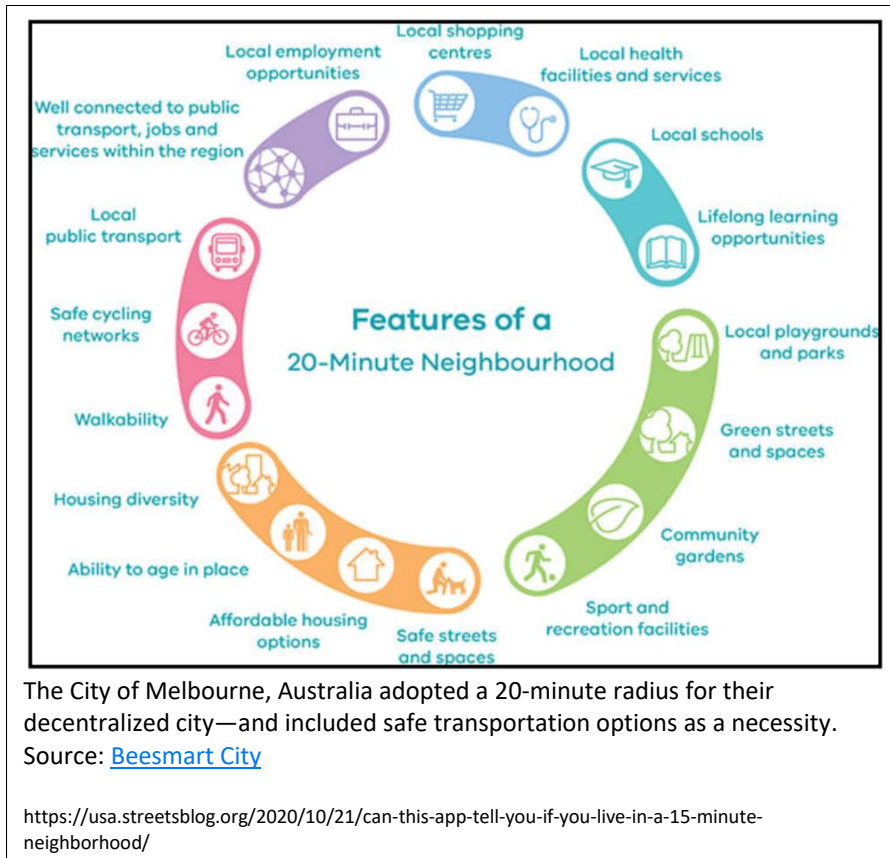 Local shopping
centres
Local health
facilities and services
Local schools
Lifelong learning
opportunities
Local playgrounds
and parks
Green streets
and spaces
Community
gardens
Sport and
recreation facilities
Safe streets
and spaces
Affordable housing
options
Ability to age in place
Housing diversity
Walkability
Safe cycling
networks
Local
public transport
Well connected to public
transport, jobs and
services within the region
Local employment
opportunities
Features of a
20-Minute Neighbourhood
The City of Melbourne, Australia adopted a 20-minute radius for their
decentralized city—and included safe transportation options as a necessity.
Source: Beesmart City
https://usa.streetsblog.org/2020/10/21/can-this-app-tell-you-if-you-live-in-a-15-minute-
neighborhood/